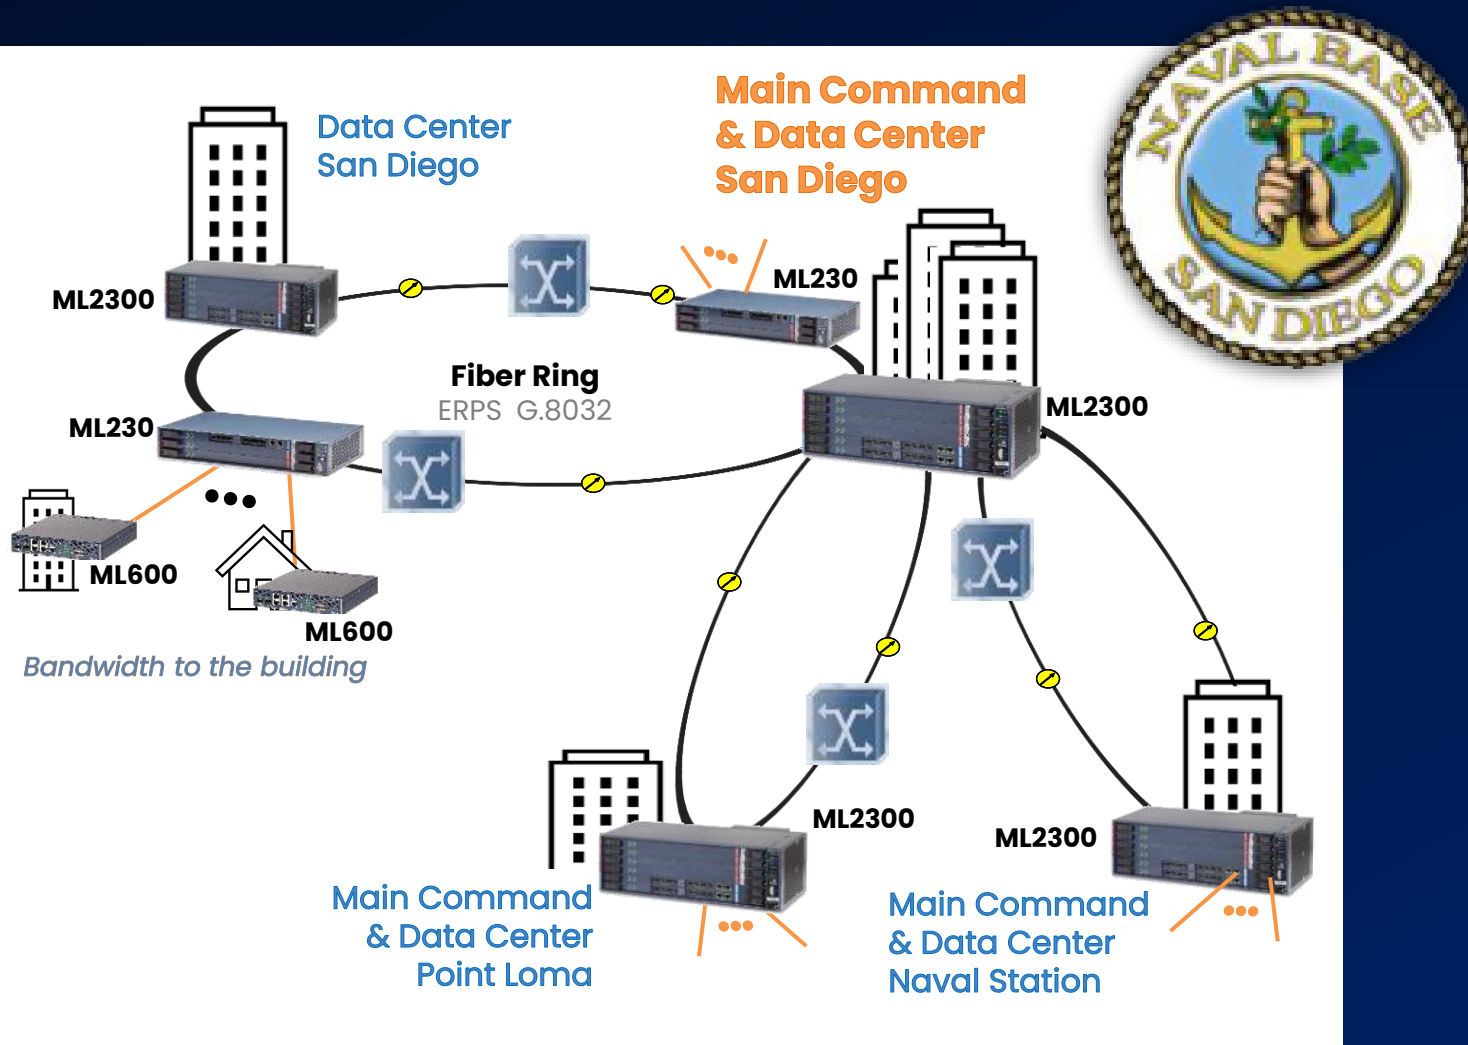 NAVAL BASE
SAN DIEGO
Main Command
& Data Center
San Diego
Data Center
San Diego
ML2300
ML230
ML2300
Fiber Ring
ERPS G.8032
ML230
ML600
ML600
Bandwidth to the building
ML2300
ML2300
Main Command
& Data Center
Point Loma
Main Command
& Data Center
Naval Station